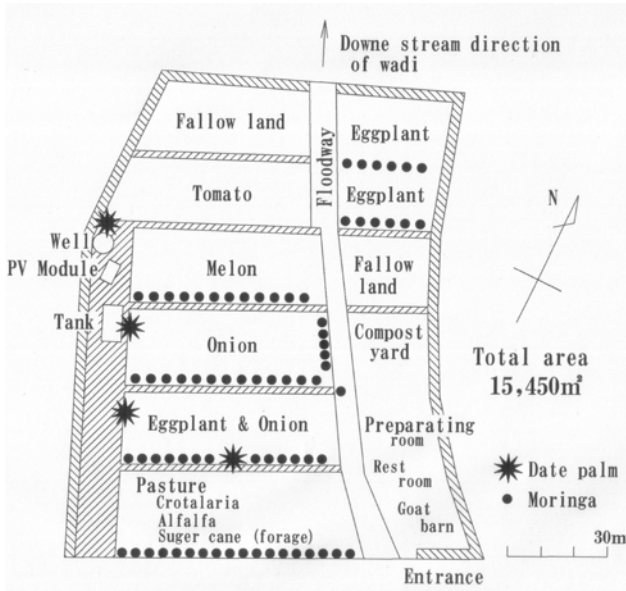 Downe stream direction
of wadi
Fallow land
Eggplant
Floodway
Tomato
Eggplant
N
Well
PV Module
Melon
Fallow
land
Tank
Onion
Compost
yard
Total area
15,450㎡
Eggplant & Onion
Preparating
room
Rest
room
Goat
barn
Date palm
Moringa
Pasture
Crotalaria
Alfalfa
Suger cane (forage)
30m
Entrance